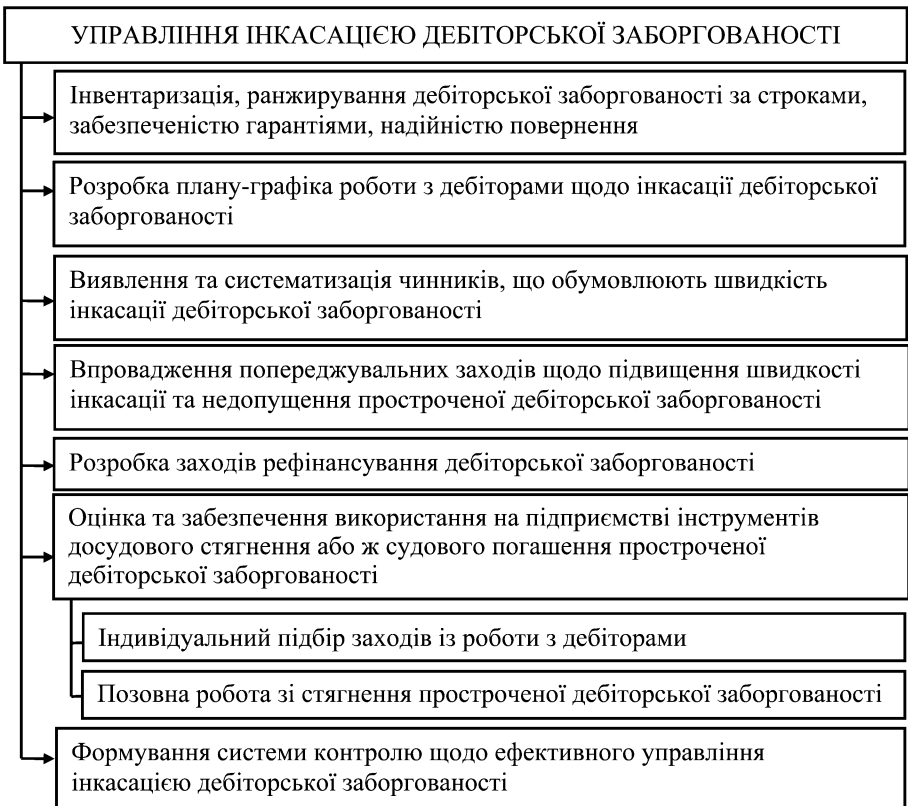 УПРАВЛІННЯ ІНКАСАЦІЄЮ ДЕБІТОРСЬКОЇ ЗАБОРГОВАНОСТІ
Інвентаризація, ранжирування дебіторської заборгованості за строками,
забезпеченістю гарантіями, надійністю повернення
Розробка плану-графіка роботи з дебіторами щодо інкасації дебіторської
заборгованості
Виявлення та систематизація чинників, що обумовлюють швидкість
інкасації дебіторської заборгованості
Впровадження попереджувальних заходів щодо підвищення швидкості
інкасації та недопущення простроченої дебіторської заборгованості
Розробка заходів рефінансування дебіторської заборгованості
Оцінка та забезпечення використання на підприємстві інструментів
досудового стягнення або ж судового погашення простроченої
дебіторської заборгованості
Індивідуальний підбір заходів із роботи з дебіторами
Позовна робота зі стягнення простроченої дебіторської заборгованості
Формування системи контролю щодо ефективного управління
інкасацією дебіторської заборгованості